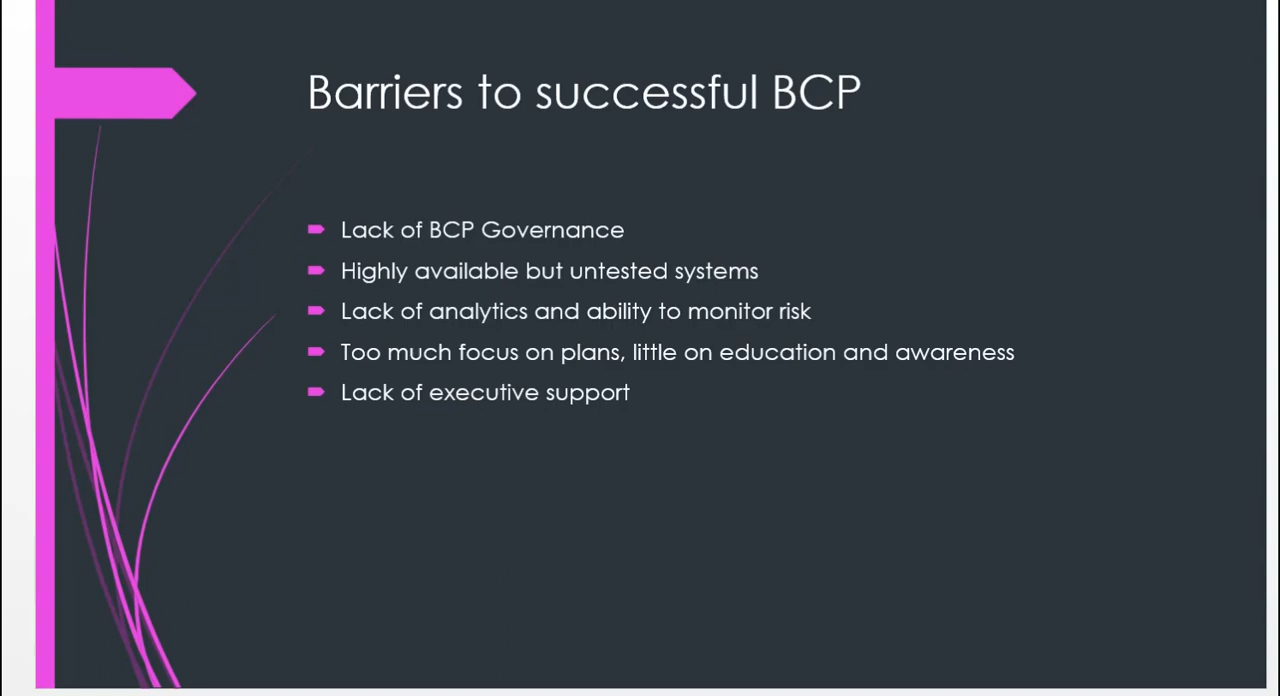 Barriers to successful BCP
Lack of BCP Governance
Highly available but untested systems
Lack of analytics and ability to monitor risk
Too much focus on plans, little on education and awareness
Lack of executive support